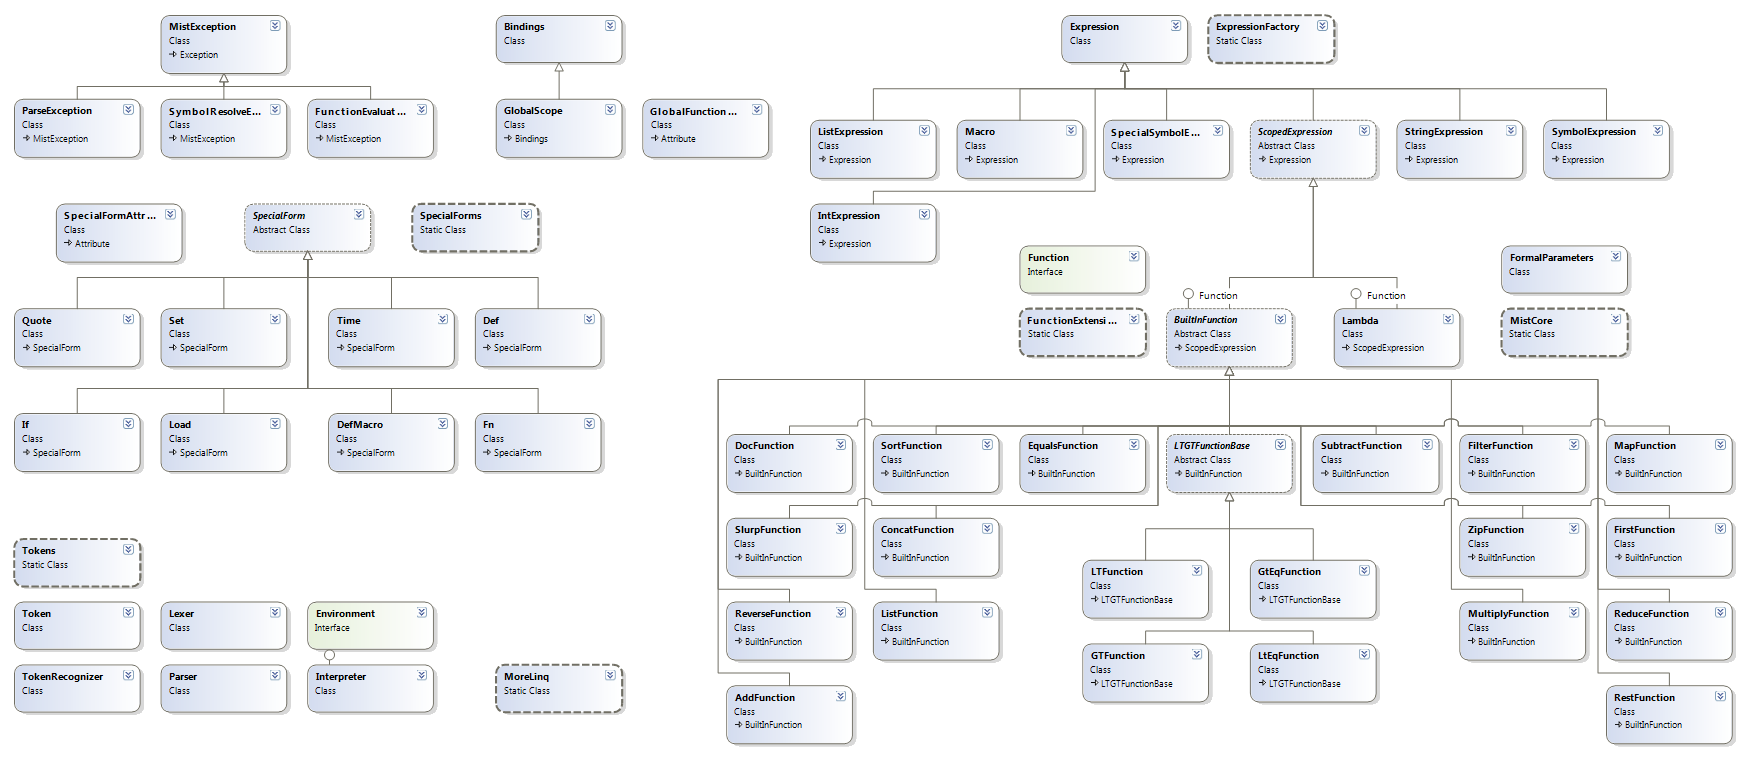 MistException
Class
Exception
ParseException
Class
MistException
SymbolResolveE...
Class
MistException
FunctionEvaluat...
Class
MistException
Bindings
Class
GlobalScope
Class
Bindings
GlobalFunction...
Class
Attribute
SpecialFormAttr...
Class
Attribute
SpecialForm
Abstract Class
SpecialForms
Static Class
Quote
Class
SpecialForm
Set
Class
SpecialForm
Time
Class
SpecialForm
Def
Class
SpecialForm
If
Class
SpecialForm
Load
Class
SpecialForm
DefMacro
Class
SpecialForm
Fn
Class
SpecialForm
Tokens
Static Class
Token
Class
Lexer
Class
Environment
Interface
TokenRecognizer
Class
Parser
Class
Interpreter
Class
MoreLinq
Static Class
Expression
Class
ExpressionFactory
Static Class
ListExpression
Class
Expression
Macro
Class
Expression
SpecialSymbolE...
Class
Expression
ScopedExpression
Abstract Class
Expression
StringExpression
Class
Expression
SymbolExpression
Class
Expression
IntExpression
Class
Expression
Function
Interface
FormalParameters
Class
Function
Function
FunctionExtensi...
Static Class
BuiltInFunction
Abstract Class
ScopedExpression
Lambda
Class
ScopedExpression
MistCore
Static Class
DocFunction
Class
BuiltInFunction
SortFunction
Class
BuiltInFunction
EqualsFunction
Class
BuiltInFunction
LTGTFunctionBase
Abstract Class
BuiltInFunction
SubtractFunction
Class
BuiltInFunction
FilterFunction
Class
BuiltInFunction
MapFunction
Class
BuiltInFunction
SlurpFunction
Class
BuiltInFunction
ConcatFunction
Class
BuiltInFunction
ZipFunction
Class
BuiltInFunction
FirstFunction
Class
BuiltInFunction
LTFunction
Class
LTGTFunctionBase
GtEqFunction
Class
LTGTFunctionBase
ReverseFunction
Class
BuiltInFunction
ListFunction
Class
BuiltInFunction
MultiplyFunction
Class
BuiltInFunction
ReduceFunction
Class
BuiltInFunction
GTFunction
Class
LTGTFunctionBase
LtEqFunction
Class
LTGTFunctionBase
AddFunction
Class
BuiltInFunction
RestFunction
Class
BuiltInFunction